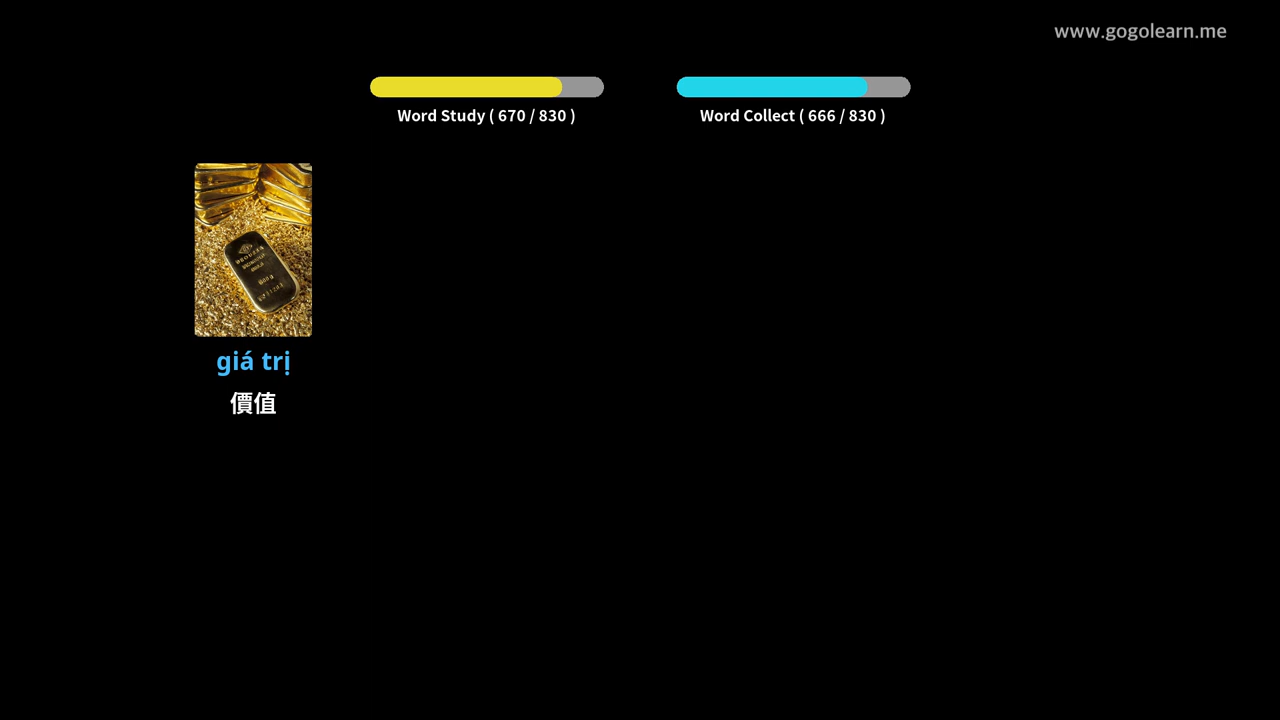 www.gogolearn.me
Word Study ( 670 / 830 )
Word Collect ( 666 / 830 )
giá trị
價值